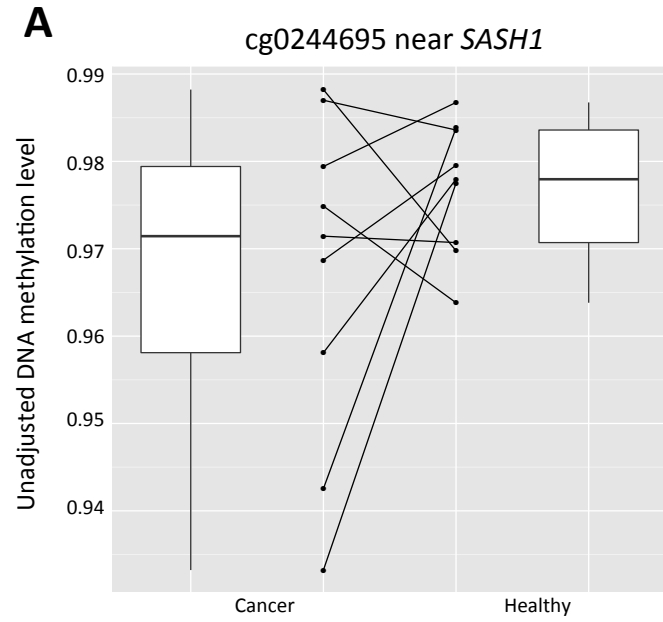 A
cg0244695 near SASH1
Unadjusted DNA methylation level
0.99
0.98
0.97
0.96
0.95
0.94
Cancer
Healthy